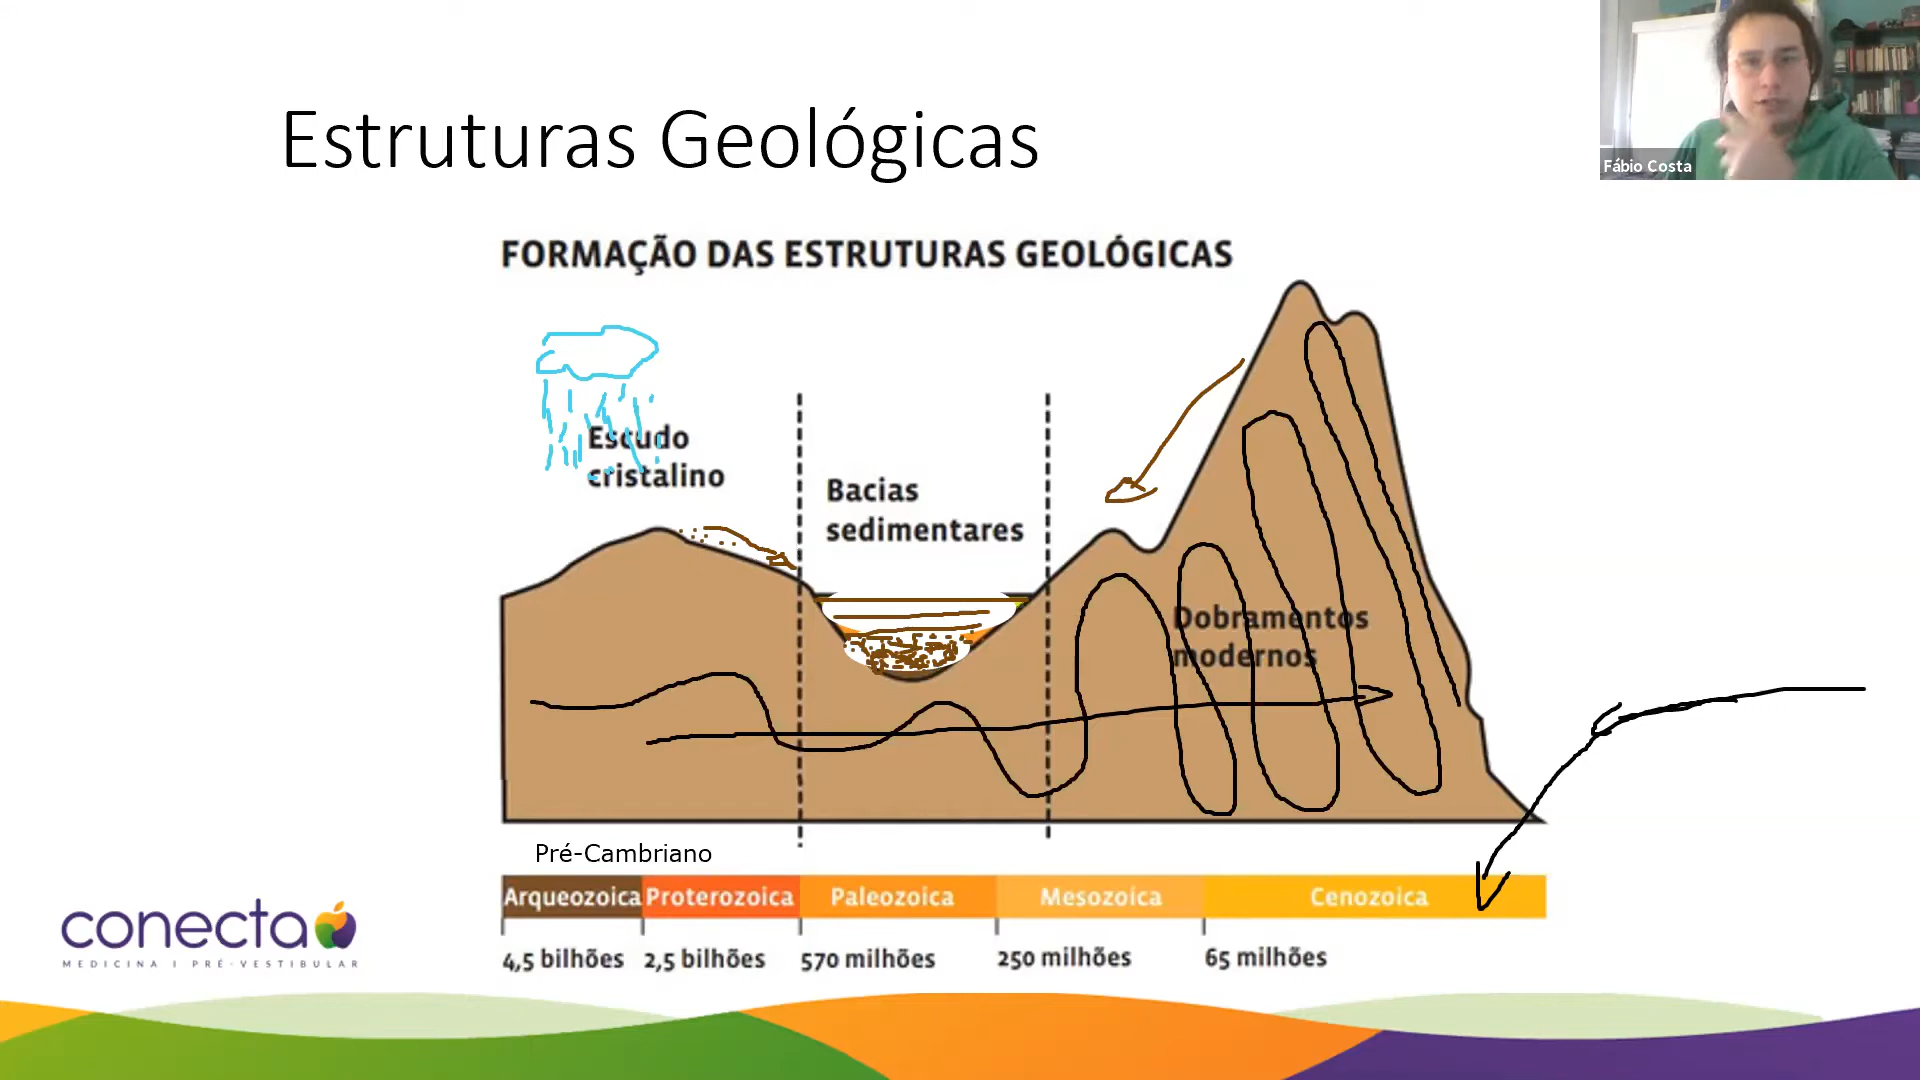 Estruturas Geológicas
Fábio Costa
FORMAÇÃO DAS ESTRUTURAS GEOLÓGICAS
Escudo
cristalino
Bacias
sedimentares
Dobramentos
modernos
Pré-Cambriano
Arqueozoica Proterozoica Paleozoica Mesozoica Cenozoica
4,5 bilhões 2,5 bilhões 570 milhões 250 milhões 65 milhões
conecta
MEDICINA I PRÉ-VESTIBULAR